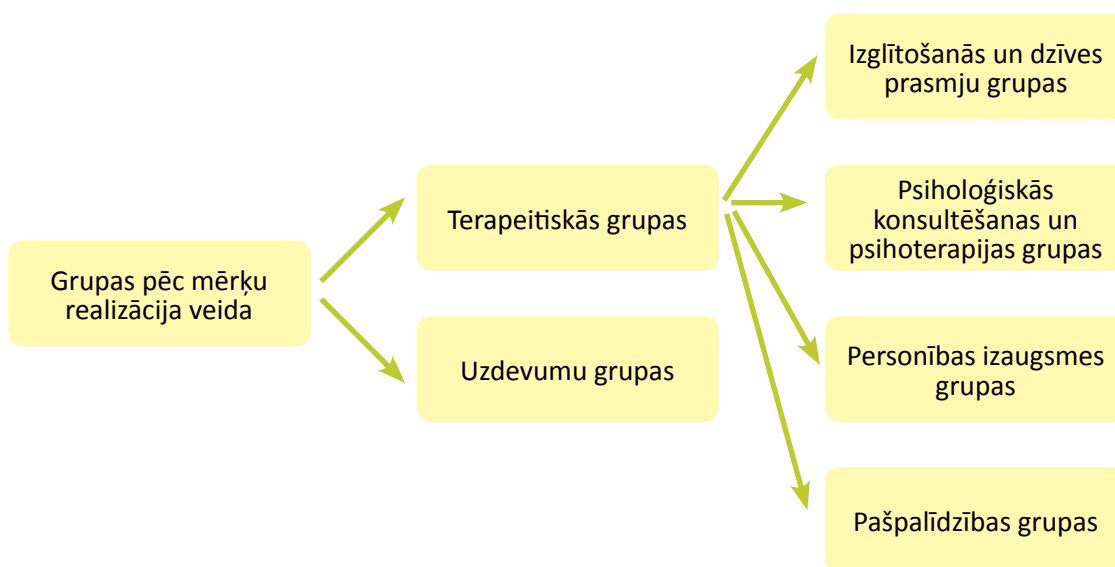 Grupas pēc mērķu
realizācija veida
Terapeitiskās grupas
Uzdevumu grupas
Izglītošanās un dzīves
prasmju grupas
Psiholoģiskās
konsultēšanas un
psihoterapijas grupas
Personības izaugsmes
grupas
Pašpalīdzības grupas